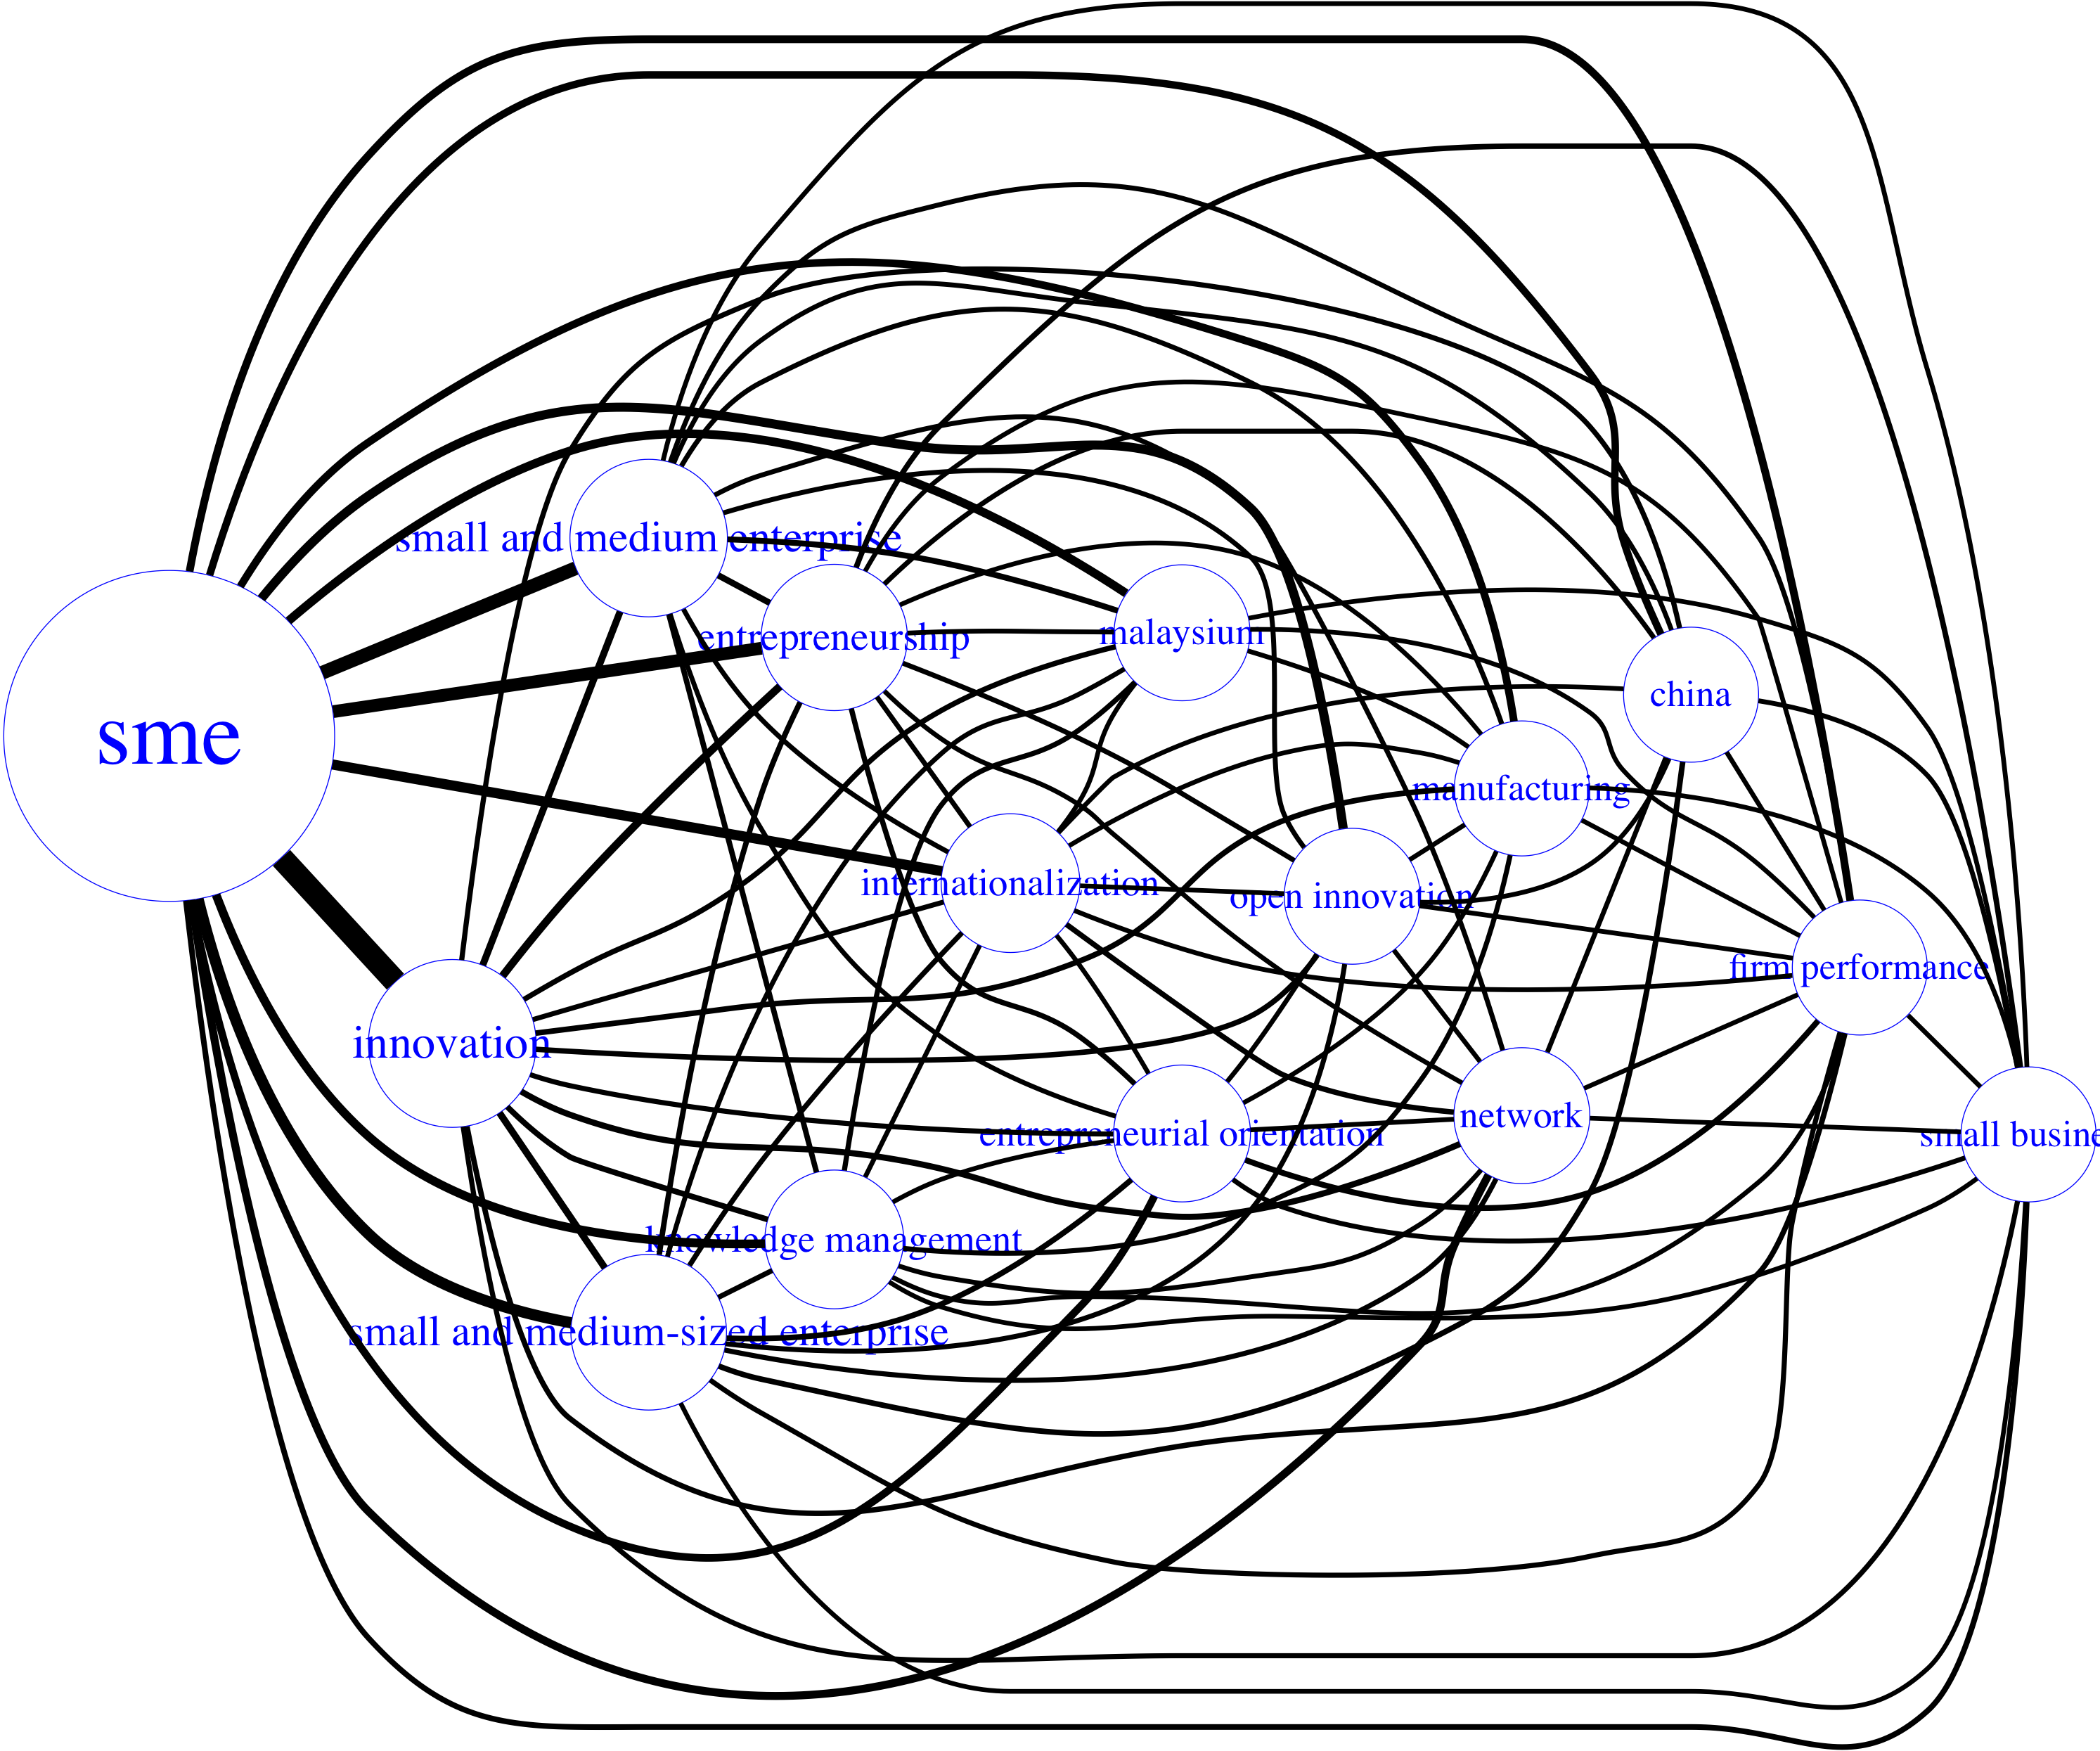 small and medium enterprise
entrepreneurship
malaysium
china
sme
manufacturing
internationalization
open innovation
firm performance
innovation
entrepreneurial orientation
network
small busine
knowledge management
small and medium-sized enterprise